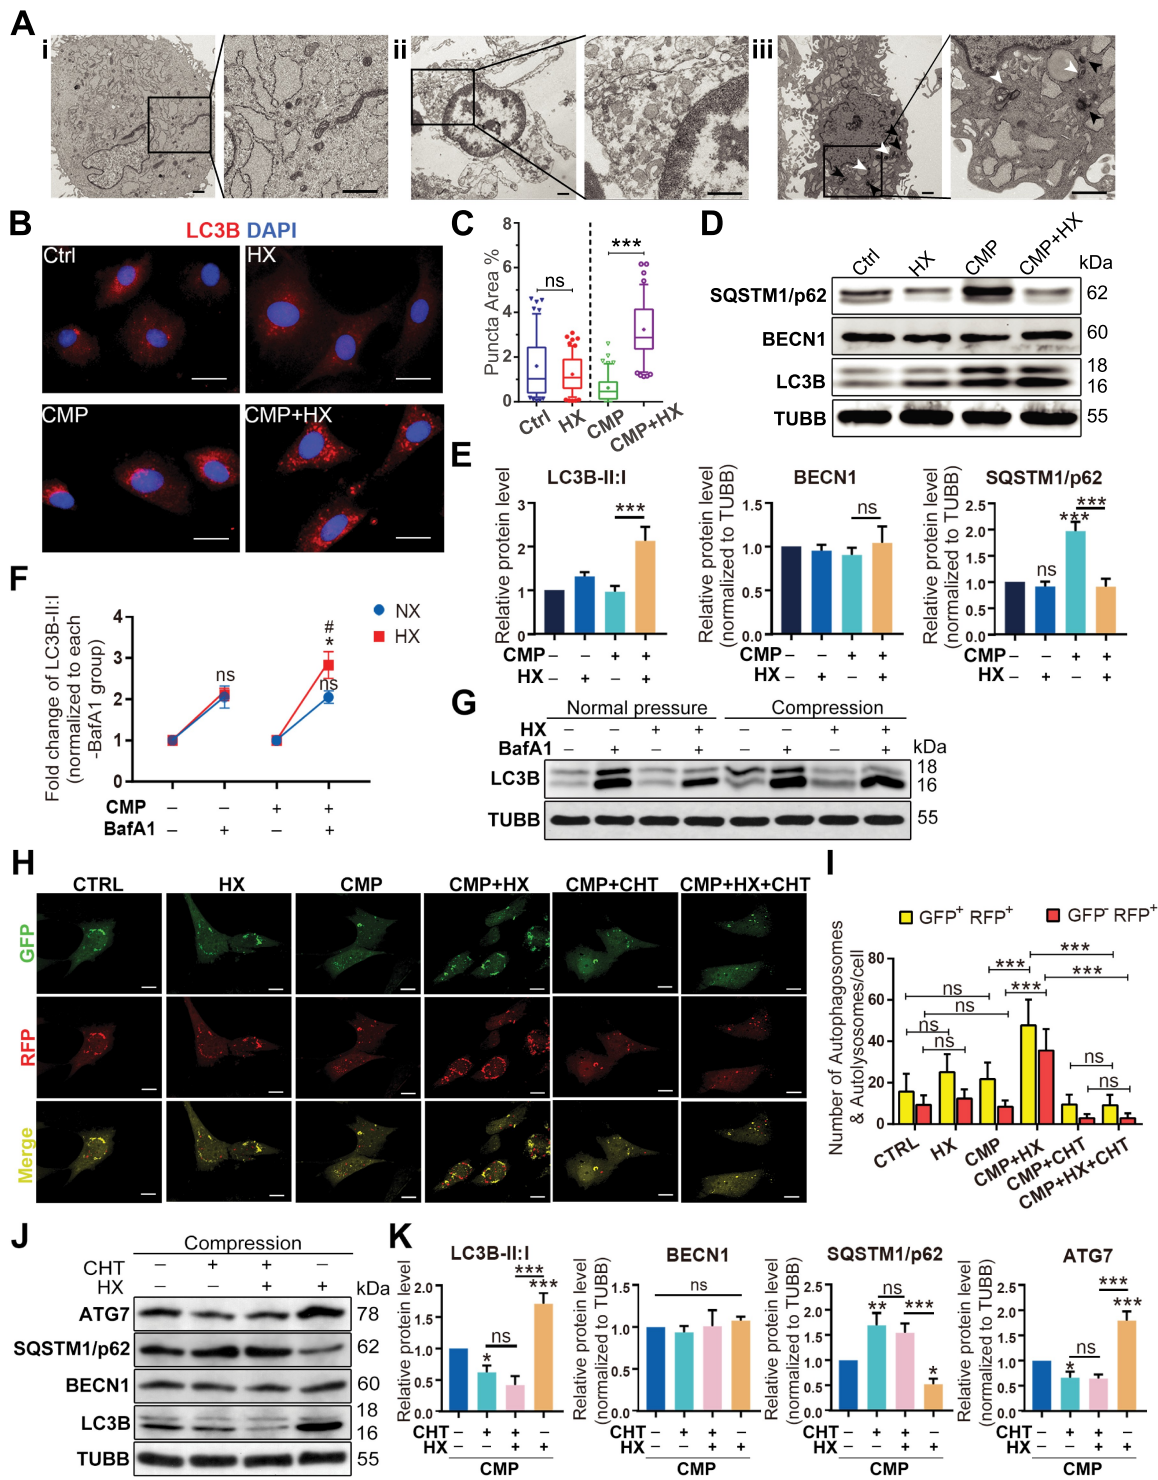 A
i
ii
iii
B
LC3B DAPI
Ctrl
HX
CMP
CMP+HX
C
Puncta Area %
8
6
4
2
0
ns
***
Ctrl
HX
CMP
CMP+HX
D
Ctrl
HX
CMP
CMP+HX
kDa
SQSTM1/p62
62
BECN1
60
LC3B
18
16
TUBB
55
E
LC3B-II:I
Relative protein level
3
2
1
0
***
CMP – – + +
HX – + – +
BECN1
Relative protein level
(normalized to TUBB)
1.5
1.0
0.5
0.0
ns
– – + +
– + – +
SQSTM1/p62
Relative protein level
(normalized to TUBB)
2.5
2.0
1.5
1.0
0.5
0.0
ns
***
***
CMP – – + +
HX – + – +
F
Fold change of LC3B-II:I
(normalized to each
-BafA1 group)
4
3
2
1
0
NX
HX
ns
#
*
ns
CMP – – + +
BafA1 – + – +
G
Normal pressure
Compression
HX – – + + – – + +
BafA1 – + – + – + – +
kDa
LC3B
18
16
TUBB
55
H
CTRL
HX
CMP
CMP+HX
CMP+CHT
CMP+HX+CHT
GFP
RFP
Merge
I
GFP+ RFP+
GFP- RFP+
Number of Autophagosomes
& Autolysosomes/cell
80
60
40
20
0
ns
ns
ns
ns
***
***
***
***
ns
ns
CTRL
HX
CMP
CMP+HX
CMP+CHT
CMP+HX+CHT
J
Compression
CHT – + + –
HX – – + +
kDa
ATG7
78
SQSTM1/p62
62
BECN1
60
LC3B
18
16
TUBB
55
K
LC3B-II:I
Relative protein level
2.0
1.5
1.0
0.5
0.0
*
ns
***
***
CHT – + + –
HX – – + +
CMP
BECN1
Relative protein level
(normalized to TUBB)
1.5
1.0
0.5
0.0
ns
– + + –
– – + +
CMP
SQSTM1/p62
Relative protein level
(normalized to TUBB)
2.5
2.0
1.5
1.0
0.5
0.0
**
ns
***
*
CHT – + + –
HX – – + +
CMP
ATG7
Relative protein level
(normalized to TUBB)
2.5
2.0
1.5
1.0
0.5
0.0
*
ns
***
***
CHT – + + –
HX – – + +
CMP